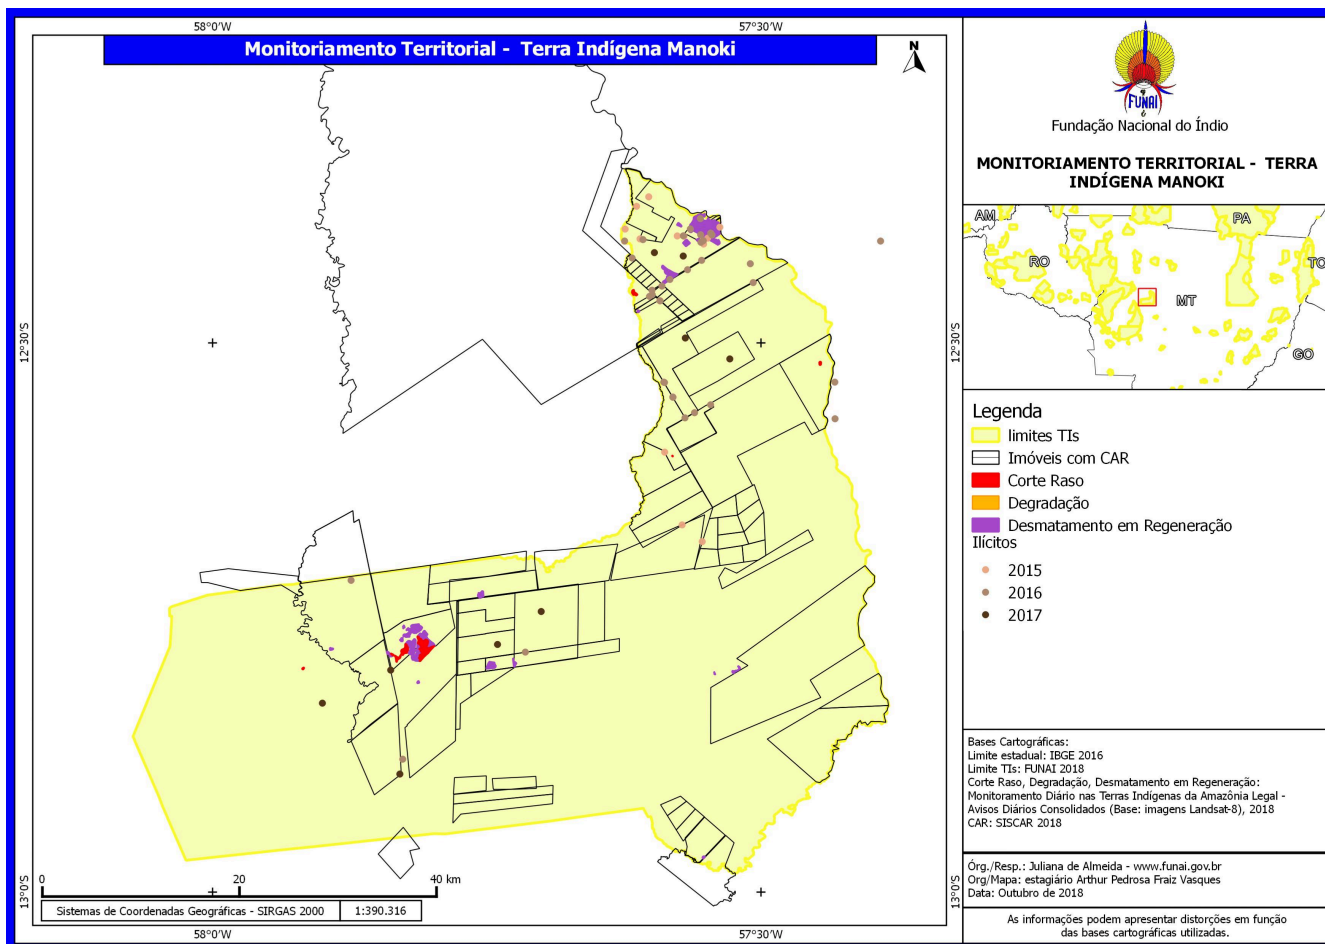 58°0'W
57°30'W
Monitoriamento Territorial - Terra Indígena Manoki
N
12°30'S
12°30'S
13°0'S
13°0'S
0
20
40 km
Sistemas de Coordenadas Geográficas - SIRGAS 2000
1:390.316
58°0'W
57°30'W
FUNAI
Fundação Nacional do Índio
MONITORIAMENTO TERRITORIAL - TERRA
INDÍGENA MANOKI
AM
PA
RO
TO
MT
GO
Legenda
limites TIs
Imóveis com CAR
Corte Raso
Degradação
Desmatamento em Regeneração
Ilícitos
2015
2016
2017
Bases Cartográficas:
Limite estadual: IBGE 2016
Limite TIs: FUNAI 2018
Corte Raso, Degradação, Desmatamento em Regeneração:
Monitoramento Diário nas Terras Indígenas da Amazônia Legal -
Avisos Diários Consolidados (Base: imagens Landsat-8), 2018
CAR: SISCAR 2018
Órg./Resp.: Juliana de Almeida - www.funai.gov.br
Org/Mapa: estagiário Arthur Pedrosa Fraiz Vasques
Data: Outubro de 2018
As informações podem apresentar distorções em função
das bases cartográficas utilizadas.